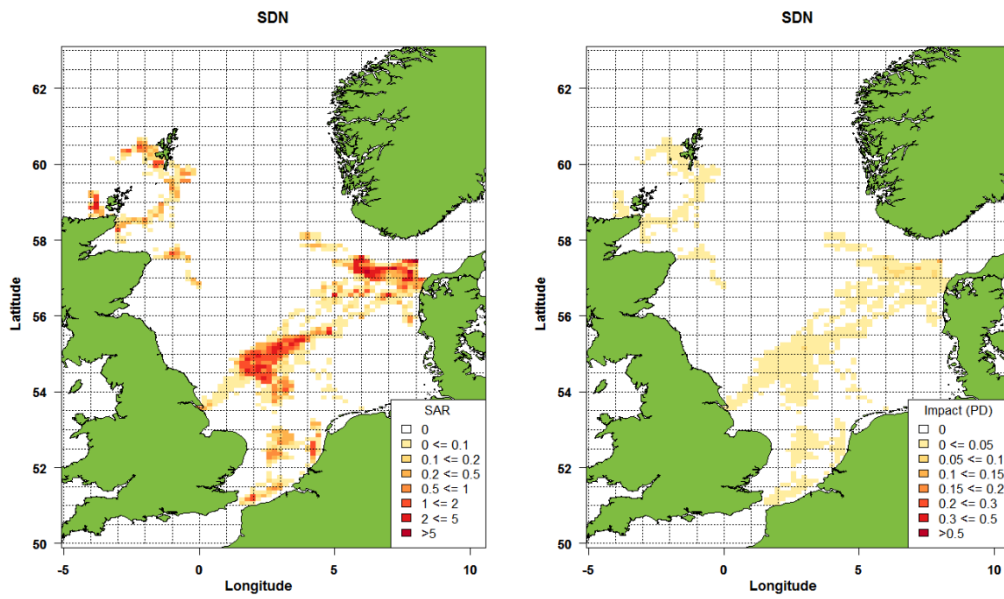 SDN
Latitude
62
60
58
56
54
52
50
-5
0
5
10
Longitude
SAR
0
0 <= 0.1
0.1 <= 0.2
0.2 <= 0.5
0.5 <= 1
1 <= 2
2 <= 5
>5
SDN
Latitude
62
60
58
56
54
52
50
-5
0
5
10
Longitude
Impact (PD)
0
0 <= 0.05
0.05 <= 0.1
0.1 <= 0.15
0.15 <= 0.2
0.2 <= 0.3
0.3 <= 0.5
>0.5